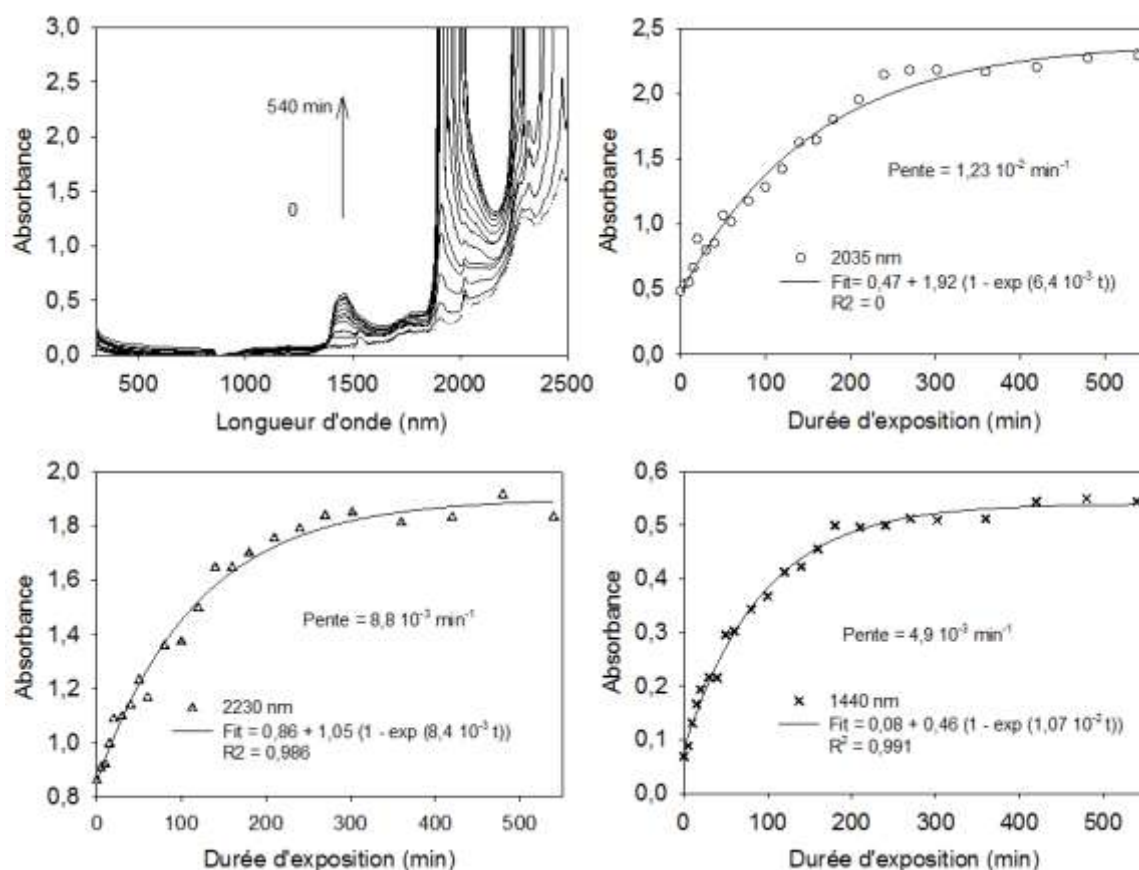 3,0
2,5
2,0
1,5
1,0
0,5
0,0
Absorbance
540 min
0
500
1000
1500
2000
2500
Longueur d'onde (nm)
2,5
2,0
1,5
1,0
0,5
0,0
Absorbance
Pente = 1,23 10⁻² min⁻¹
2035 nm
Fit= 0,47 + 1,92 (1 - exp (6,4 10⁻³ t))
R2 = 0
0
100
200
300
400
500
Durée d'exposition (min)
2,0
1,8
1,6
1,4
1,2
1,0
0,8
Absorbance
Pente = 8,8 10⁻³ min⁻¹
2230 nm
Fit = 0,86 + 1,05 (1 - exp (8,4 10⁻³ t))
R2 = 0,986
0
100
200
300
400
500
Durée d'exposition (min)
0,6
0,5
0,4
0,3
0,2
0,1
0,0
Absorbance
Pente = 4,9 10⁻³ min⁻¹
1440 nm
Fit = 0,08 + 0,46 (1 - exp (1,07 10⁻² t))
R² = 0,991
0
100
200
300
400
500
Durée d'exposition (min)